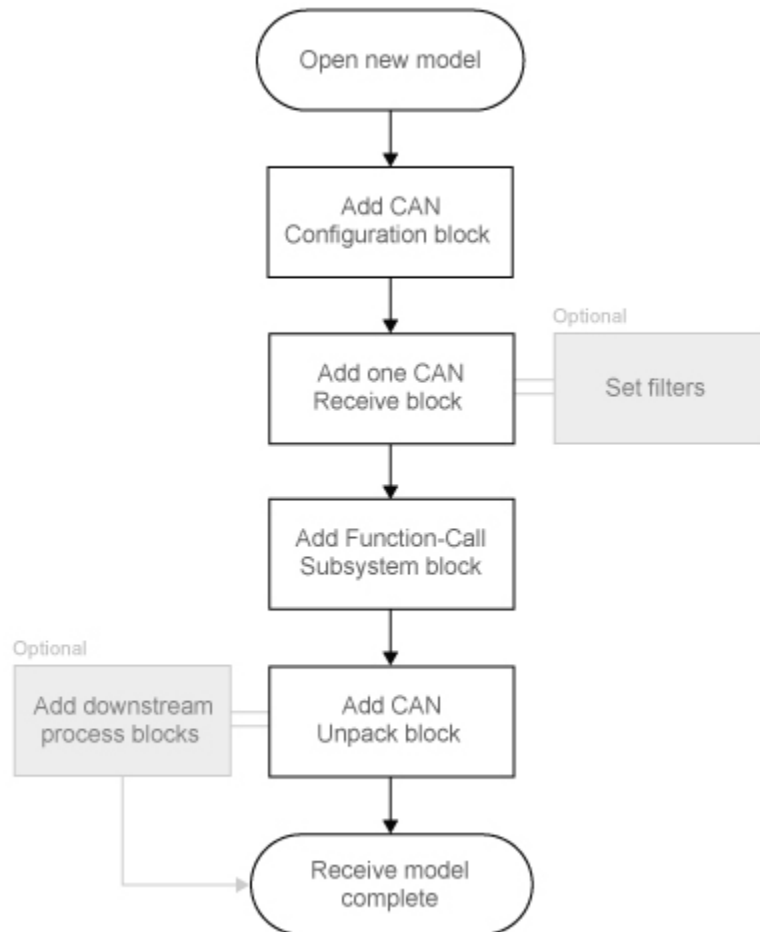 Open new model
Add CAN
Configuration block
Optional
Add one CAN
Receive block
Set filters
Add Function-Call
Subsystem block
Optional
Add downstream
process blocks
Add CAN
Unpack block
Receive model
complete